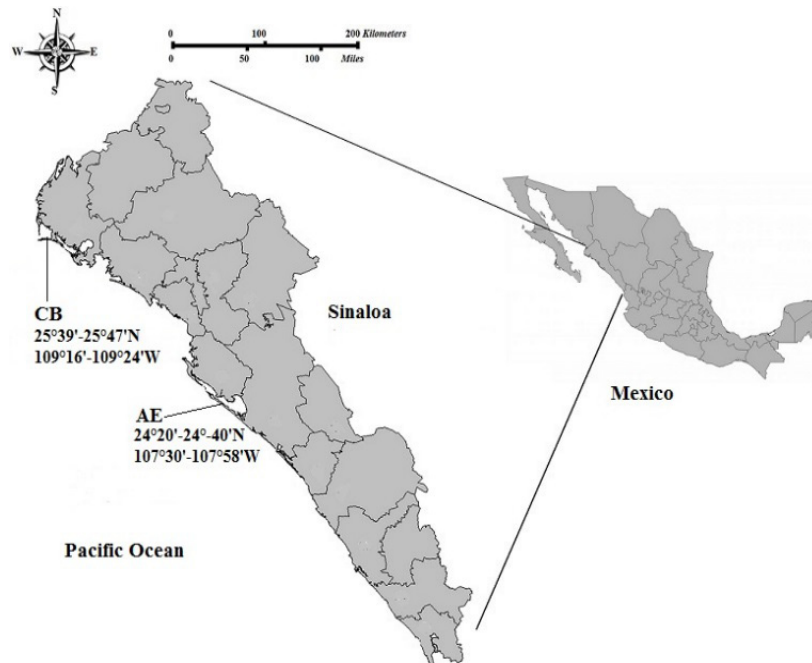 N
W E
S
0 100 200 Kilometers
0 50 100 Miles
CB
25°39'-25°47'N
109°16'-109°24'W
Sinaloa
Mexico
AE
24°20'-24°-40'N
107°30'-107°58'W
Pacific Ocean